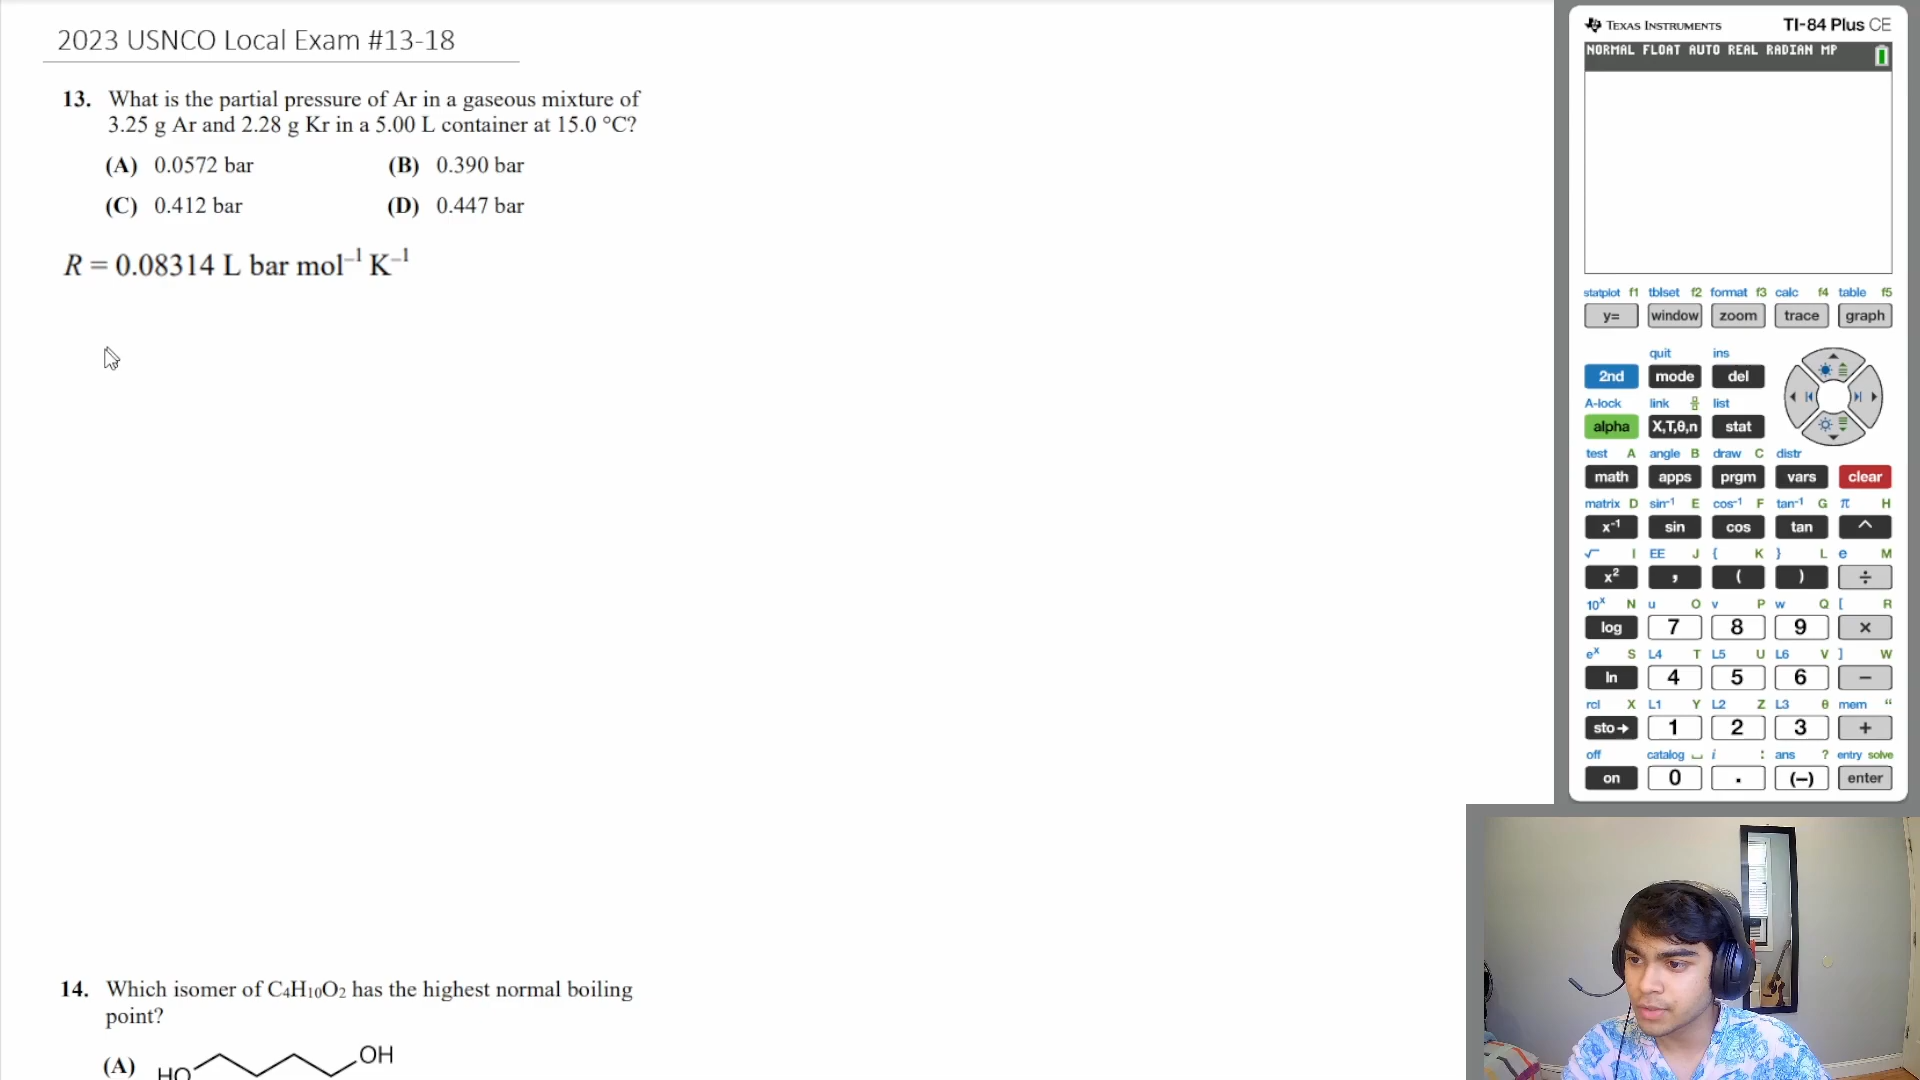 2023 USNCO Local Exam #13-18
13. What is the partial pressure of Ar in a gaseous mixture of
3.25 g Ar and 2.28 g Kr in a 5.00 L container at 15.0 °C?
(A) 0.0572 bar (B) 0.390 bar
(C) 0.412 bar (D) 0.447 bar
R = 0.08314 L bar mol⁻¹ K⁻¹
14. Which isomer of C₄H₁₀O₂ has the highest normal boiling
point?
(A) HO OH
TEXAS INSTRUMENTS TI-84 Plus CE
NORMAL FLOAT AUTO REAL RADIAN MP
statplot f1 tblset f2 format f3 calc f4 table f5
y= window zoom trace graph
quit ins
2nd mode del
A-lock link list
alpha X,T,θ,n stat
test A angle B draw C distr
math apps prgm vars clear
matrix D sin⁻¹ E cos⁻¹ F tan⁻¹ G π H
x⁻¹ sin cos tan ^
√ I EE J { K } L e M
x² , ( ) ÷
10ˣ N u O v P w Q [ R
log 7 8 9 ×
eˣ S L4 T L5 U L6 V ] W
ln 4 5 6 −
rcl X L1 Y L2 Z L3 θ mem “
sto→ 1 2 3 +
off catalog i : ans ? entry solve
on 0 . (−) enter